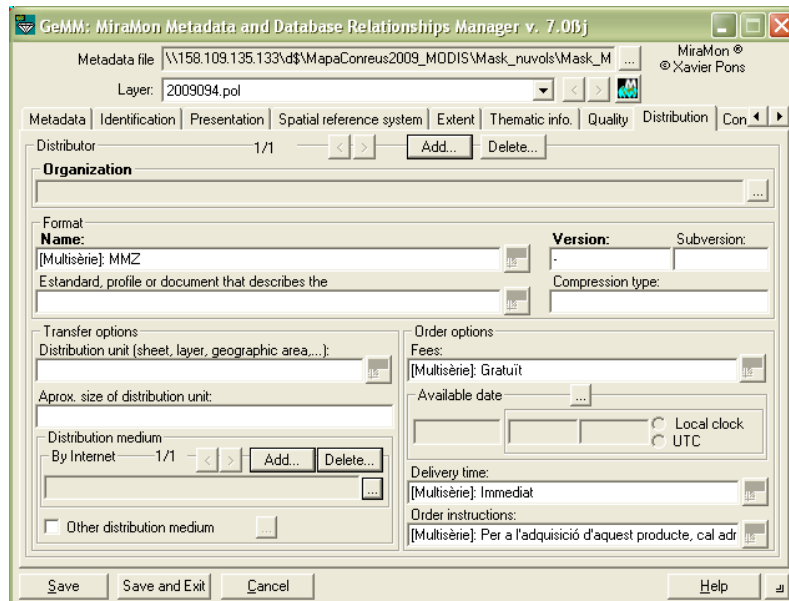 GeMM: MiraMon Metadata and Database Relationships Manager v. 7.0ßj
Metadata file \\158.109.135.133\d$\MapaConreus2009_MODIS\Mask_nuvols\Mask_M ...
MiraMon ®
© Xavier Pons
Layer: 2009094.pol < >
Metadata Identification Presentation Spatial reference system Extent Thematic info. Quality Distribution Con
Distributor 1/1 < > Add... Delete...
Organization
...
Format
Name: Version: Subversion:
[Multisèrie]: MMZ -
Estandard, profile or document that describes the Compression type:
Transfer options
Distribution unit (sheet, layer, geographic area,...):
Aprox. size of distribution unit:
Distribution medium
By Internet 1/1 < > Add... Delete...
...
Other distribution medium ...
Order options
Fees:
[Multisèrie]: Gratuït
Available date ...
Local clock
UTC
Delivery time:
[Multisèrie]: Immediat
Order instructions:
[Multisèrie]: Per a l'adquisició d'aquest producte, cal adr
Save Save and Exit Cancel Help